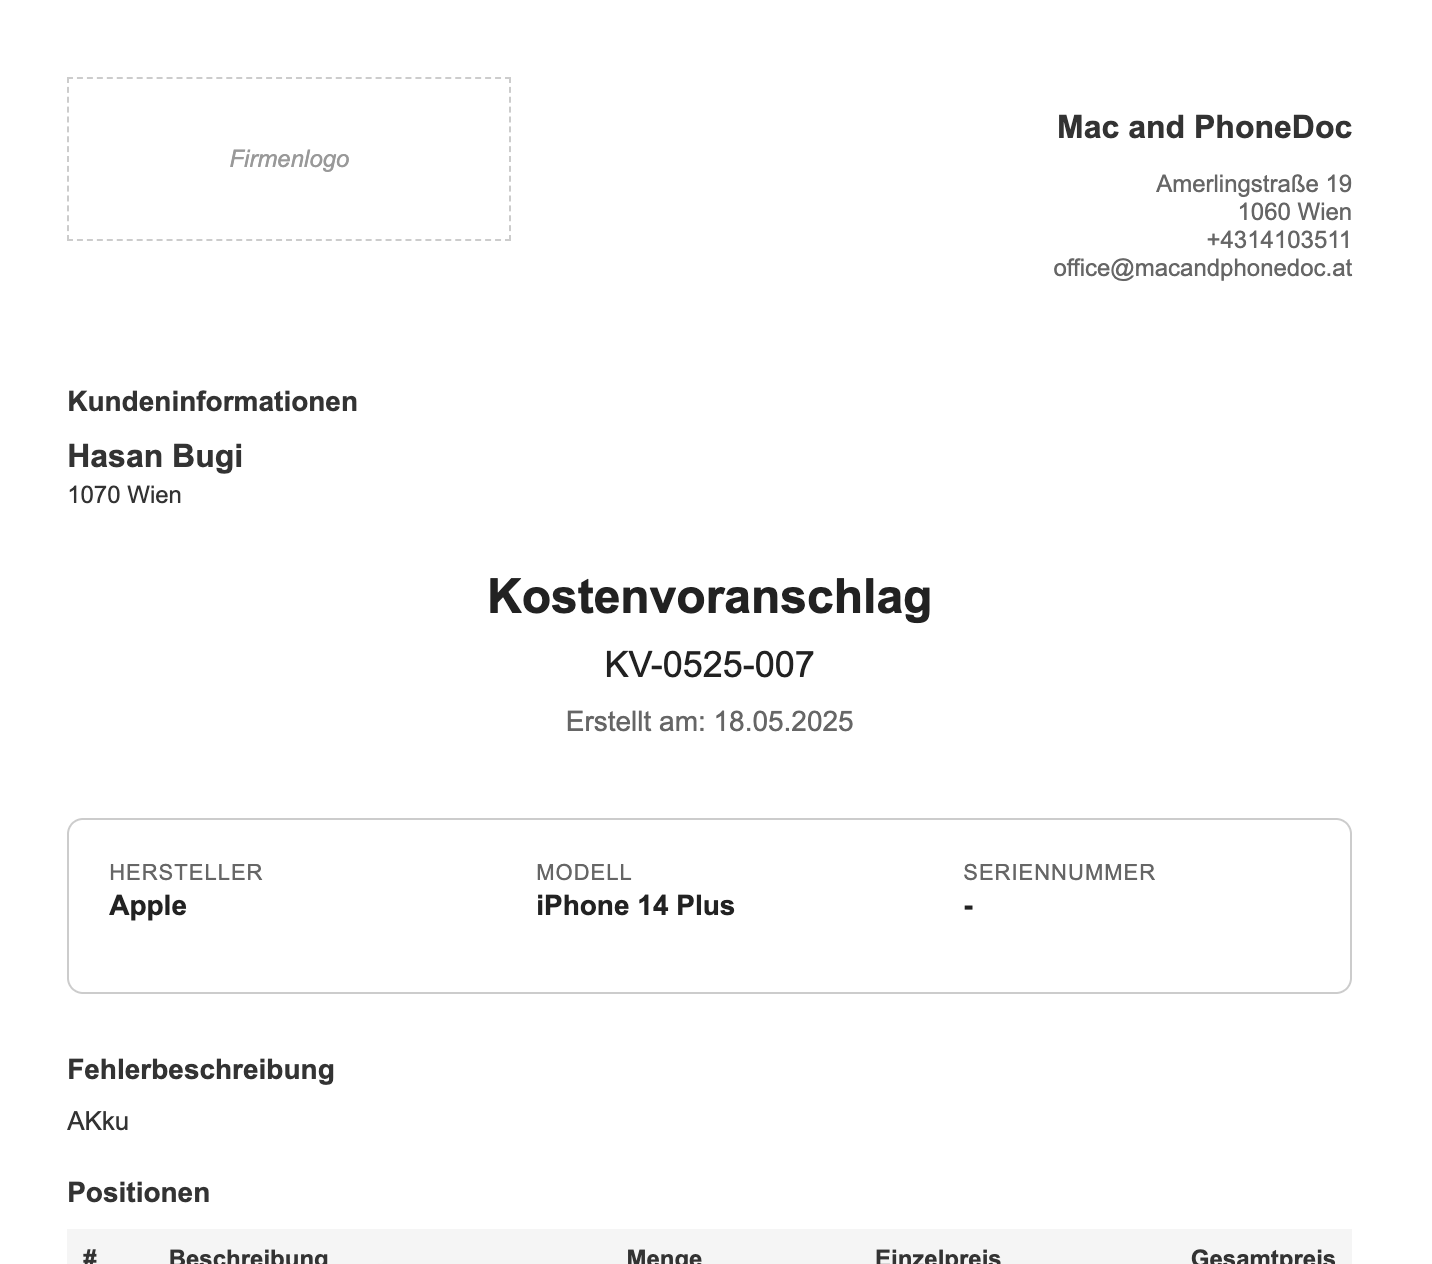 Firmenlogo
Mac and PhoneDoc
Amerlingstraße 19
1060 Wien
+4314103511
office@macandphonedoc.at
Kundeninformationen
Hasan Bugi
1070 Wien
Kostenvoranschlag
KV-0525-007
Erstellt am: 18.05.2025
HERSTELLER MODELL SERIENNUMMER
Apple iPhone 14 Plus -
Fehlerbeschreibung
AKku
Positionen
# Beschreibung Menge Einzelpreis Gesamtpreis